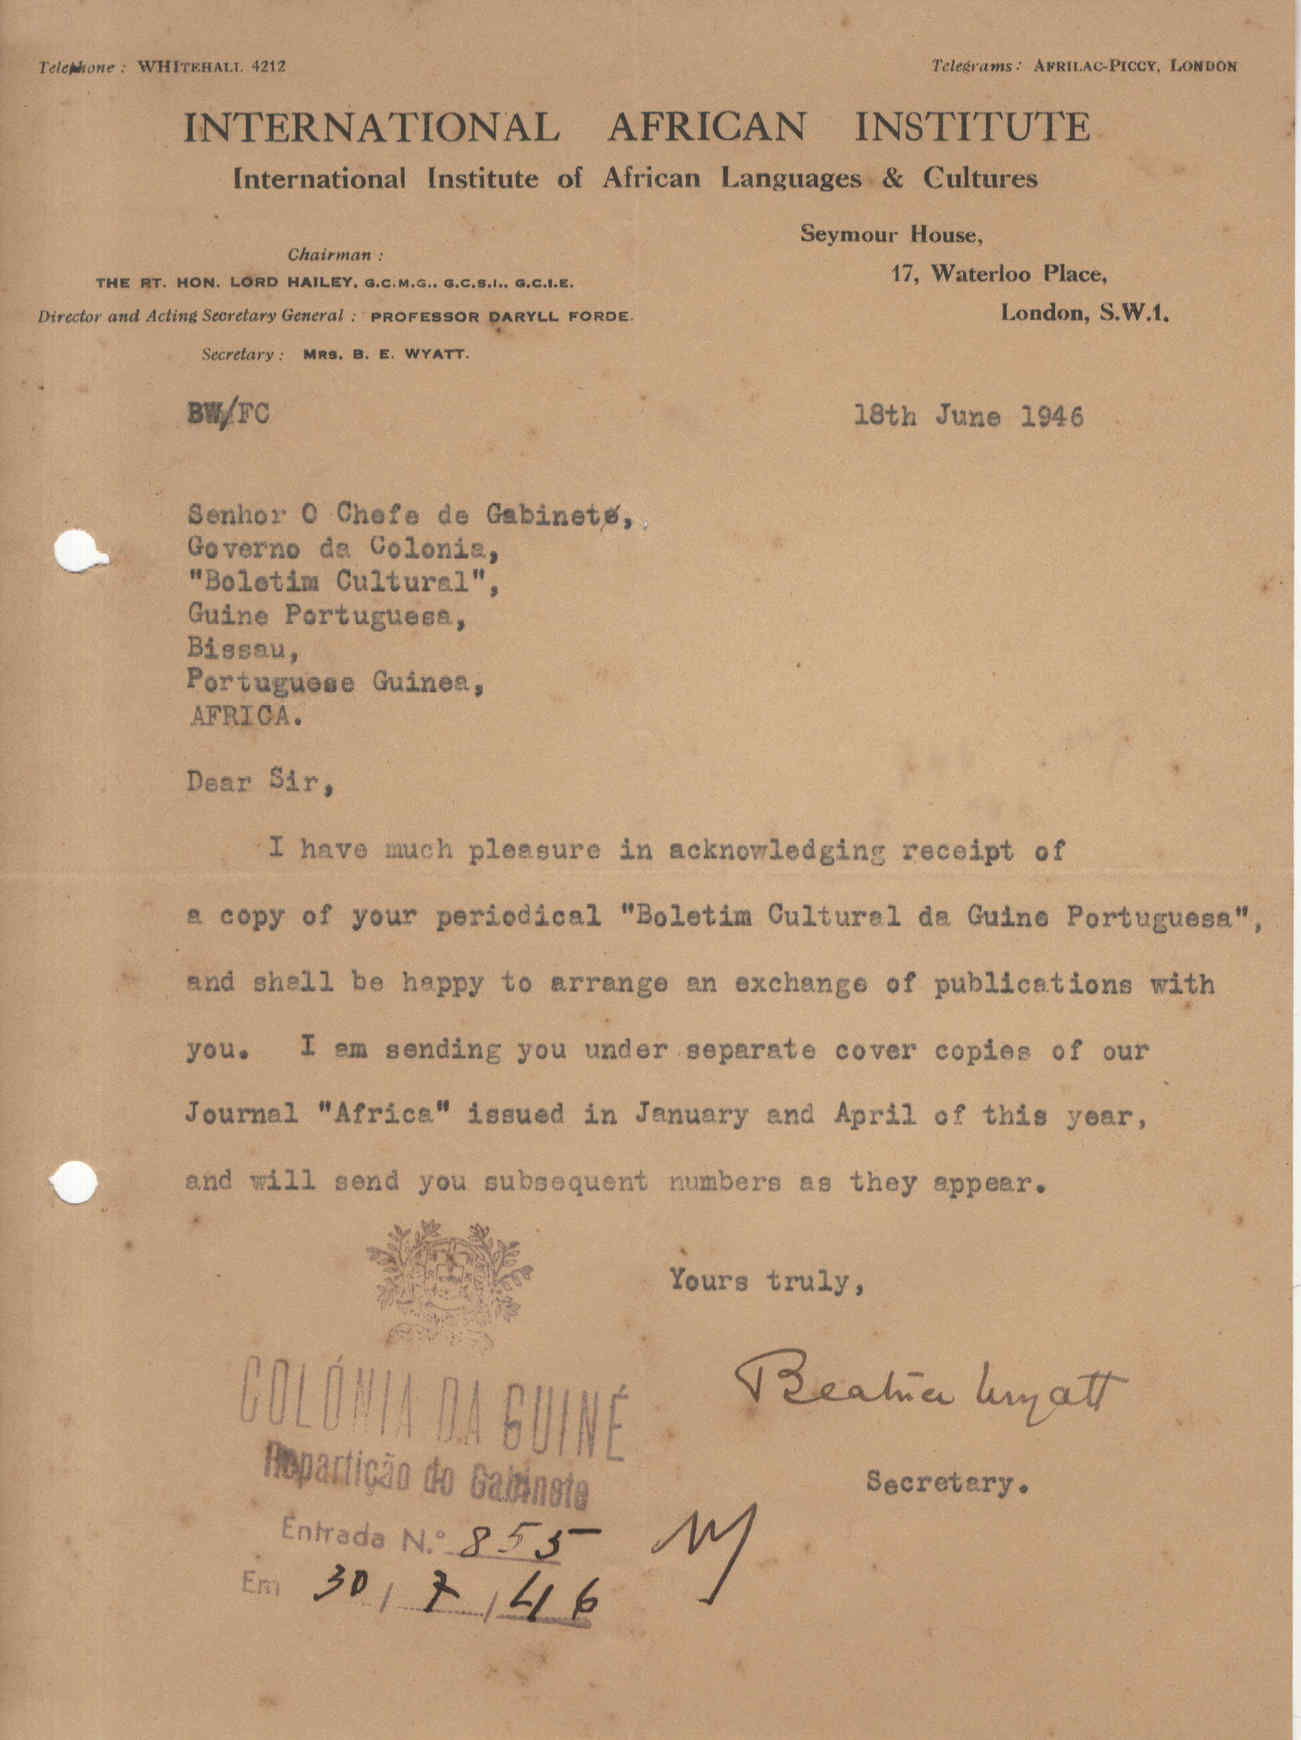 Telephone: WHITEHALL 4212
Telegrams: AFRILAC-PICCY, LONDON
INTERNATIONAL AFRICAN INSTITUTE
International Institute of African Languages & Cultures
Seymour House,
17, Waterloo Place,
London, S.W.1.
Chairman:
THE RT. HON. LORD HAILEY, G.C.M.G., G.C.S.I., G.C.I.E.
Director and Acting Secretary General: PROFESSOR DARYLL FORDE.
Secretary: MRS. B. E. WYATT.
BW/FC
18th June 1946
Senhor O Chefe de Gabinete,
Governo da Colonia,
"Boletim Cultural",
Guine Portuguesa,
Bissau,
Portuguese Guinea,
AFRICA.
Dear Sir,
I have much pleasure in acknowledging receipt of
a copy of your periodical "Boletim Cultural da Guine Portuguesa",
and shall be happy to arrange an exchange of publications with
you. I am sending you under separate cover copies of our
Journal "Africa" issued in January and April of this year,
and will send you subsequent numbers as they appear.
Yours truly,
Beatrice Wyatt
Secretary.
COLÓNIA DA GUINÉ
Repartição do Gabinete
Entrada N.º 855
Em 30/7/46